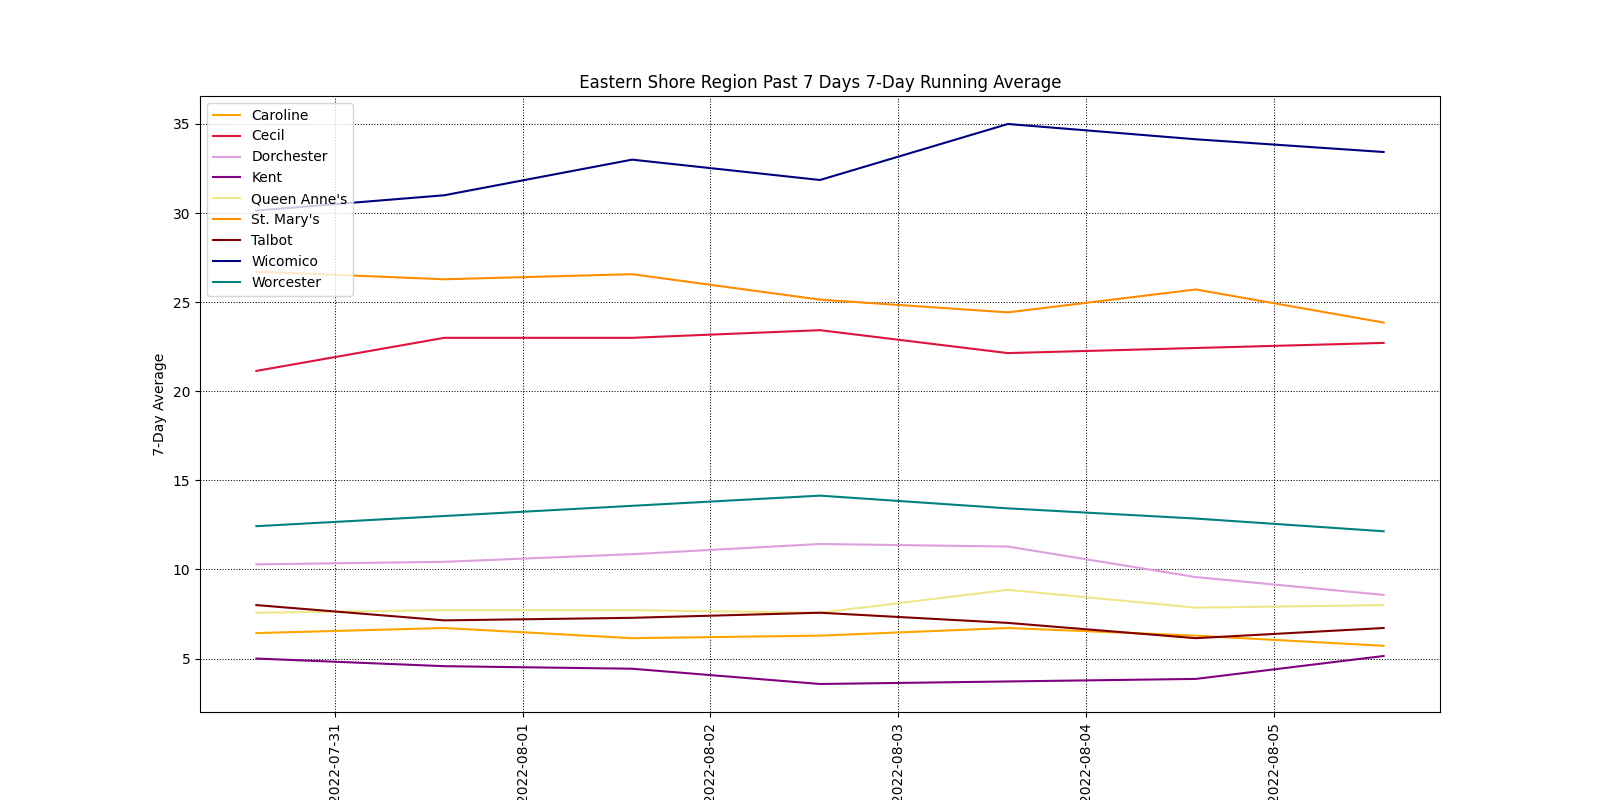 Eastern Shore Region Past 7 Days 7-Day Running Average
Caroline
Cecil
Dorchester
Kent
Queen Anne's
St. Mary's
Talbot
Wicomico
Worcester
7-Day Average
35
30
25
20
15
10
5
2022-07-31
2022-08-01
2022-08-02
2022-08-03
2022-08-04
2022-08-05